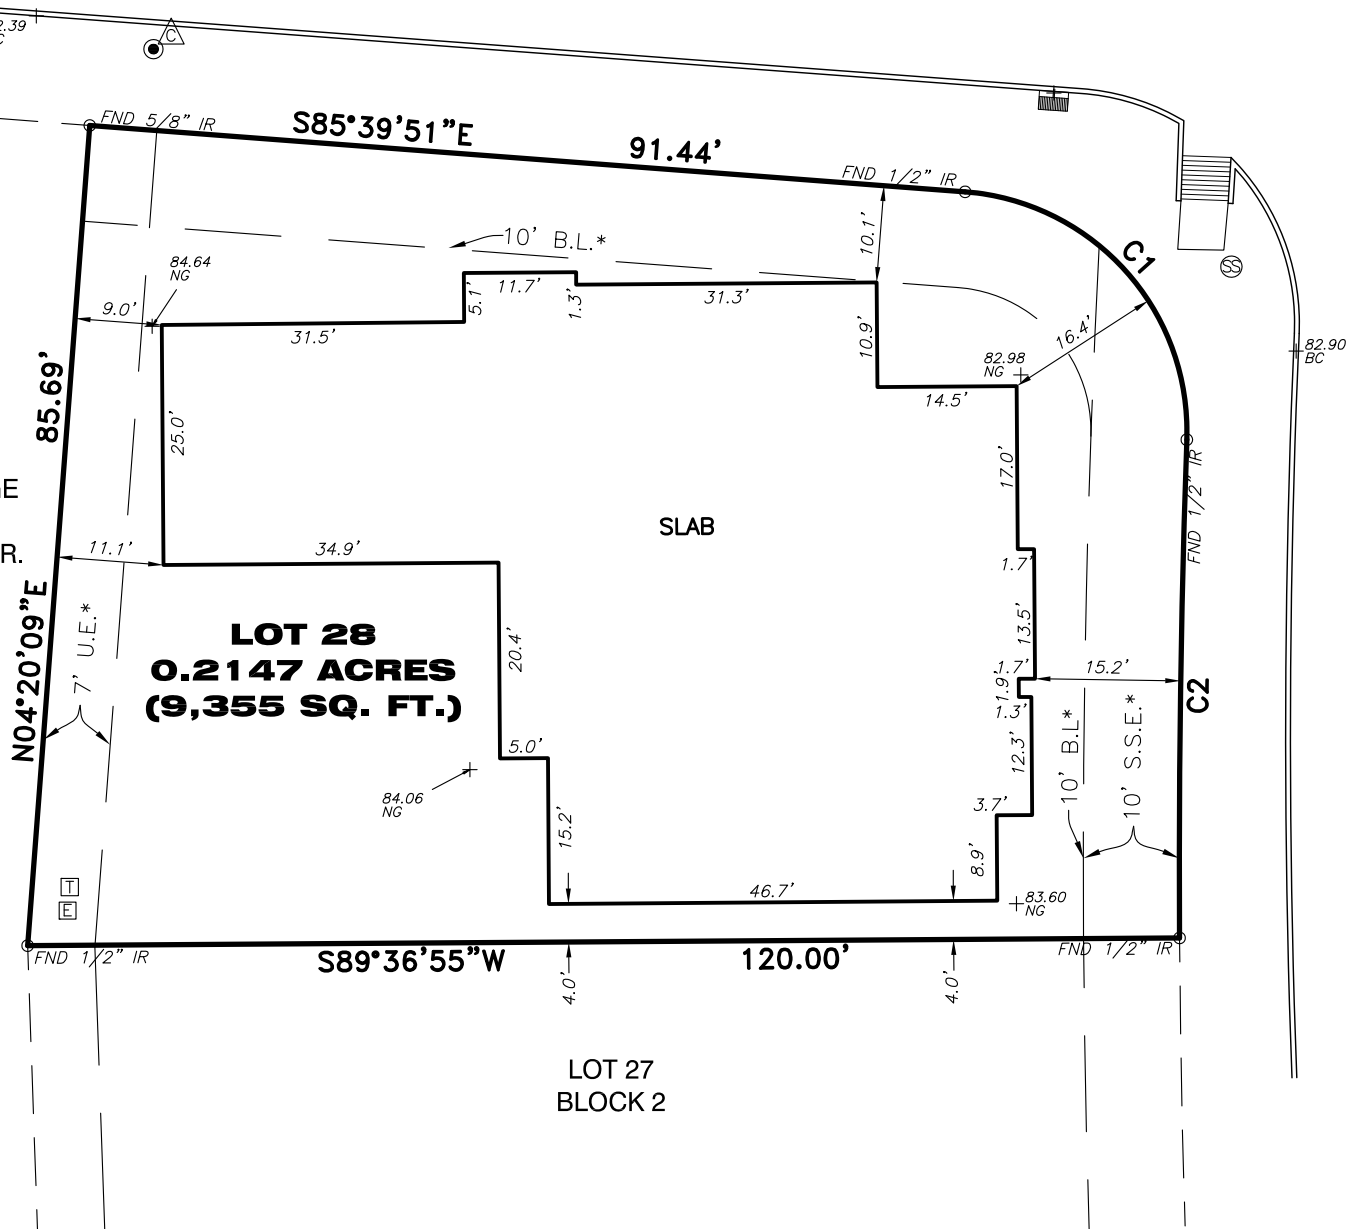 2.39
C
C
FND 5/8" IR
S85°39'51"E
91.44'
FND 1/2" IR
10' B.L.*
10.1'
C1
SS
84.64
NG
9.0'
5.1'
11.7'
1.3'
31.3'
31.5'
10.9'
16.4'
82.98
NG
82.90
BC
14.5'
85.69'
25.0'
17.0'
FND 1/2" IR
GE
R.
SLAB
11.1'
34.9'
1.7'
N04°20'09"E
7' U.E.*
LOT 28
0.2147 ACRES
(9,355 SQ. FT.)
20.4'
13.5'
1.7'
1.9'
1.3'
15.2'
C2
10' B.L*
10' S.S.E.*
5.0'
12.3'
84.06
NG
3.7'
15.2'
8.9'
T
E
46.7'
83.60
NG
FND 1/2" IR
S89°36'55"W
120.00'
FND 1/2" IR
4.0'
4.0'
LOT 27
BLOCK 2